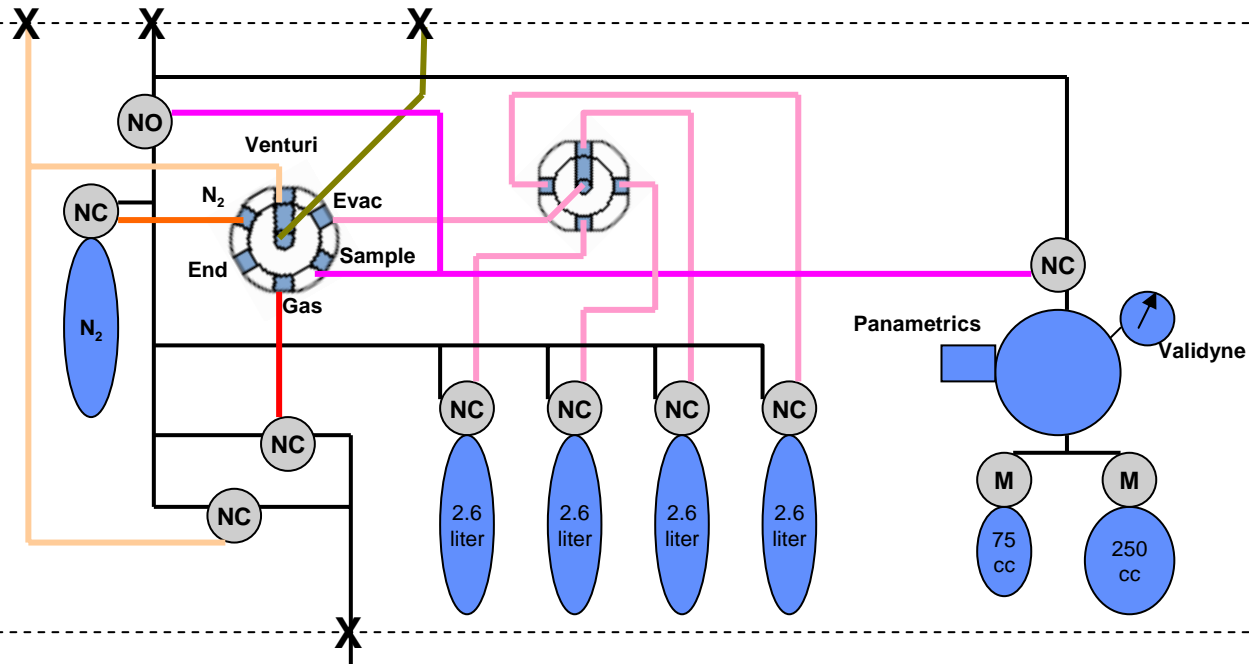 X X X
NO
Venturi
N2
Evac
NC
Sample
End
NC
Gas
N2
Panametrics
Validyne
NC NC NC NC
NC
M M
NC
2.6 liter
2.6 liter
2.6 liter
2.6 liter
75 cc
250 cc
X